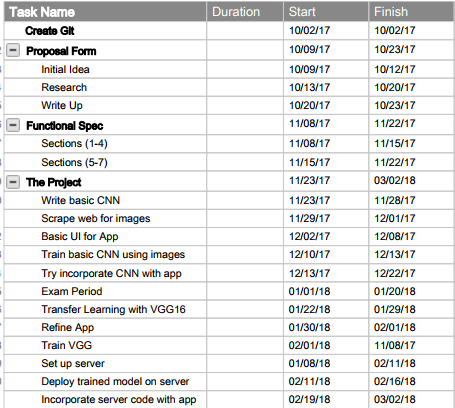 Task Name Duration Start Finish
Create Git 10/02/17 10/02/17
Proposal Form 10/09/17 10/23/17
Initial Idea 10/09/17 10/12/17
Research 10/13/17 10/20/17
Write Up 10/20/17 10/23/17
Functional Spec 11/08/17 11/22/17
Sections (1-4) 11/08/17 11/15/17
Sections (5-7) 11/15/17 11/22/17
The Project 11/23/17 03/02/18
Write basic CNN 11/23/17 11/28/17
Scrape web for images 11/29/17 12/01/17
Basic UI for App 12/02/17 12/08/17
Train basic CNN using images 12/10/17 12/13/17
Try incorporate CNN with app 12/13/17 12/22/17
Exam Period 01/01/18 01/20/18
Transfer Learning with VGG16 01/22/18 01/29/18
Refine App 01/30/18 02/01/18
Train VGG 02/01/18 11/08/17
Set up server 01/08/18 02/11/18
Deploy trained model on server 02/11/18 02/16/18
Incorporate server code with app 02/19/18 03/02/18